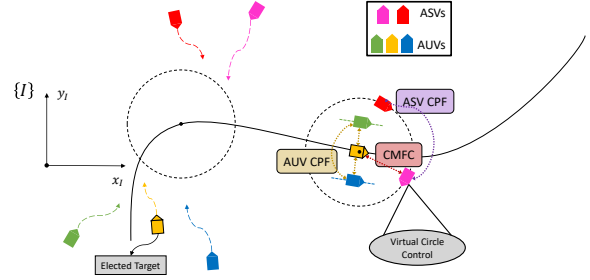 ASVs
AUVs
{I}
y_I
x_I
ASV CPF
CMFC
AUV CPF
Elected Target
Virtual Circle
Control